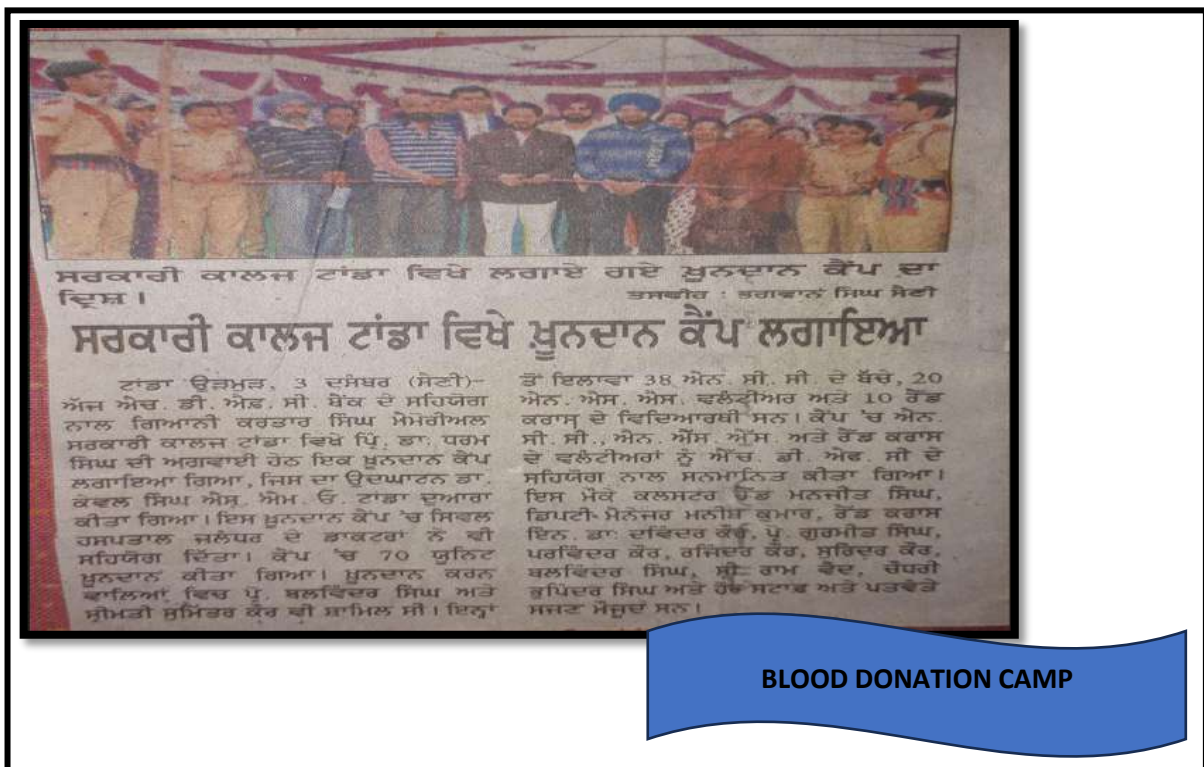 ਸਰਕਾਰੀ ਕਾਲਜ ਟਾਂਡਾ ਵਿਖੇ ਲਗਾਏ ਗਏ ਖ਼ੂਨਦਾਨ ਕੈਂਪ ਦਾ
ਦ੍ਰਿਸ਼।
ਤਸਵੀਰ : ਭਗਵਾਨ ਸਿੰਘ ਸੈਣੀ
ਸਰਕਾਰੀ ਕਾਲਜ ਟਾਂਡਾ ਵਿਖੇ ਖ਼ੂਨਦਾਨ ਕੈਂਪ ਲਗਾਇਆ
ਟਾਂਡਾ ਉੜਮੁੜ, 3 ਦਸੰਬਰ (ਸੈਣੀ)-
ਅੱਜ ਐਚ. ਡੀ. ਐਫ਼. ਸੀ. ਬੈਂਕ ਦੇ ਸਹਿਯੋਗ
ਨਾਲ ਗਿਆਨੀ ਕਰਤਾਰ ਸਿੰਘ ਮੈਮੋਰੀਅਲ
ਸਰਕਾਰੀ ਕਾਲਜ ਟਾਂਡਾ ਵਿਖੇ ਪ੍ਰਿੰ. ਡਾ. ਧਰਮ
ਸਿੰਘ ਦੀ ਅਗਵਾਈ ਹੇਠ ਇਕ ਖ਼ੂਨਦਾਨ ਕੈਂਪ
ਲਗਾਇਆ ਗਿਆ, ਜਿਸ ਦਾ ਉਦਘਾਟਨ ਡਾ.
ਕੇਵਲ ਸਿੰਘ ਐਸ. ਐਮ. ਓ. ਟਾਂਡਾ ਦੁਆਰਾ
ਕੀਤਾ ਗਿਆ। ਇਸ ਖ਼ੂਨਦਾਨ ਕੈਂਪ 'ਚ ਸਿਵਲ
ਹਸਪਤਾਲ ਜਲੰਧਰ ਦੇ ਡਾਕਟਰਾਂ ਨੇ ਵੀ
ਸਹਿਯੋਗ ਦਿੱਤਾ। ਕੈਂਪ 'ਚ 70 ਯੂਨਿਟ
ਖ਼ੂਨਦਾਨ ਕੀਤਾ ਗਿਆ। ਖ਼ੂਨਦਾਨ ਕਰਨ
ਵਾਲਿਆਂ ਵਿਚ ਪ੍ਰੋ. ਬਲਵਿੰਦਰ ਸਿੰਘ ਅਤੇ
ਸ੍ਰੀਮਤੀ ਸੁਮਿੱਤਰ ਕੌਰ ਵੀ ਸ਼ਾਮਿਲ ਸੀ। ਇਨ੍ਹਾਂ
ਤੋਂ ਇਲਾਵਾ 38 ਐਨ. ਸੀ. ਸੀ ਦੇ ਬੱਚੇ, 20
ਐਨ. ਐਸ. ਐਸ. ਵਲੰਟੀਅਰ ਅਤੇ 10 ਰੈੱਡ
ਕਰਾਸ ਦੇ ਵਿਦਿਆਰਥੀ ਸਨ। ਕੈਂਪ 'ਚ ਐਨ.
ਸੀ. ਸੀ., ਐਨ. ਐੱਸ. ਐੱਸ. ਅਤੇ ਰੈੱਡ ਕਰਾਸ
ਦੇ ਵਲੰਟੀਅਰਾਂ ਨੂੰ ਐੱਚ. ਡੀ. ਐਫ. ਸੀ ਦੇ
ਸਹਿਯੋਗ ਨਾਲ ਸਨਮਾਨਿਤ ਕੀਤਾ ਗਿਆ।
ਇਸ ਮੌਕੇ ਕਲਸਟਰ ਹੈੱਡ ਮਨਜੀਤ ਸਿੰਘ,
ਡਿਪਟੀ ਮੈਨੇਜਰ ਮਨੀਸ਼ ਕੁਮਾਰ, ਰੈੱਡ ਕਰਾਸ
ਇਨ. ਡਾ: ਦਵਿੰਦਰ ਕੌਰ, ਪ੍ਰੋ. ਗੁਰਮੀਤ ਸਿੰਘ,
ਪਰਵਿੰਦਰ ਕੌਰ, ਰਜਿੰਦਰ ਕੌਰ, ਸੁਰਿੰਦਰ ਕੌਰ,
ਬਲਵਿੰਦਰ ਸਿੰਘ, ਸ੍ਰੀ ਰਾਮ ਵੈਦ, ਚੌਧਰੀ
ਭੁਪਿੰਦਰ ਸਿੰਘ ਅਤੇ ਹੋਰ ਸਟਾਫ ਅਤੇ ਪਤਵੰਤੇ
ਸਜਣ ਮੌਜੂਦ ਸਨ।
BLOOD DONATION CAMP